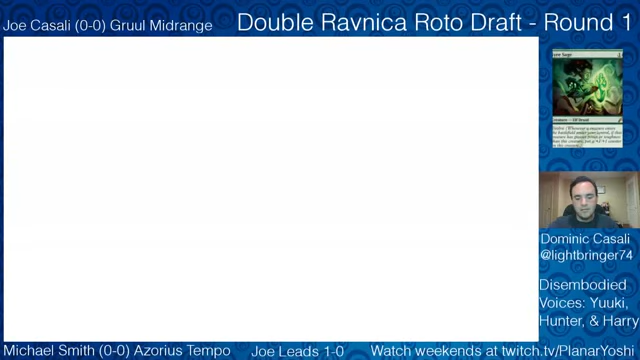 Joe Casali (0-0) Gruul Midrange
Double Ravnica Roto Draft - Round 1
Dominic Casali
@lightbringer74
Disembodied
Voices: Yuuki,
Hunter, & Harry
Michael Smith (0-0) Azorius Tempo
Joe Leads 1-0
Watch weekends at twitch.tv/PlanarYoshi